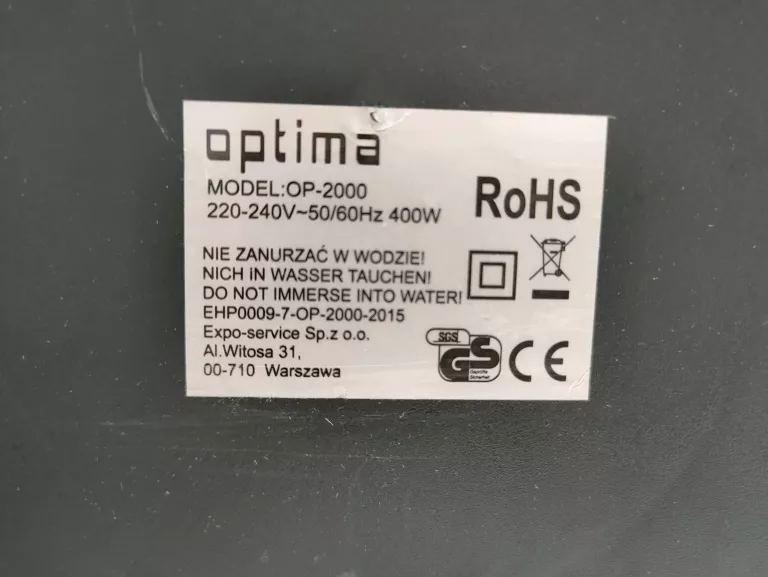 optima
MODEL:OP-2000
220-240V~50/60Hz 400W
RoHS
NIE ZANURZAĆ W WODZIE!
NICH IN WASSER TAUCHEN!
DO NOT IMMERSE INTO WATER!
EHP0009-7-OP-2000-2015
Expo-service Sp.z o.o.
Al.Witosa 31,
00-710 Warszawa
SGS
GS
Geprüfte
Sicherheit
CE